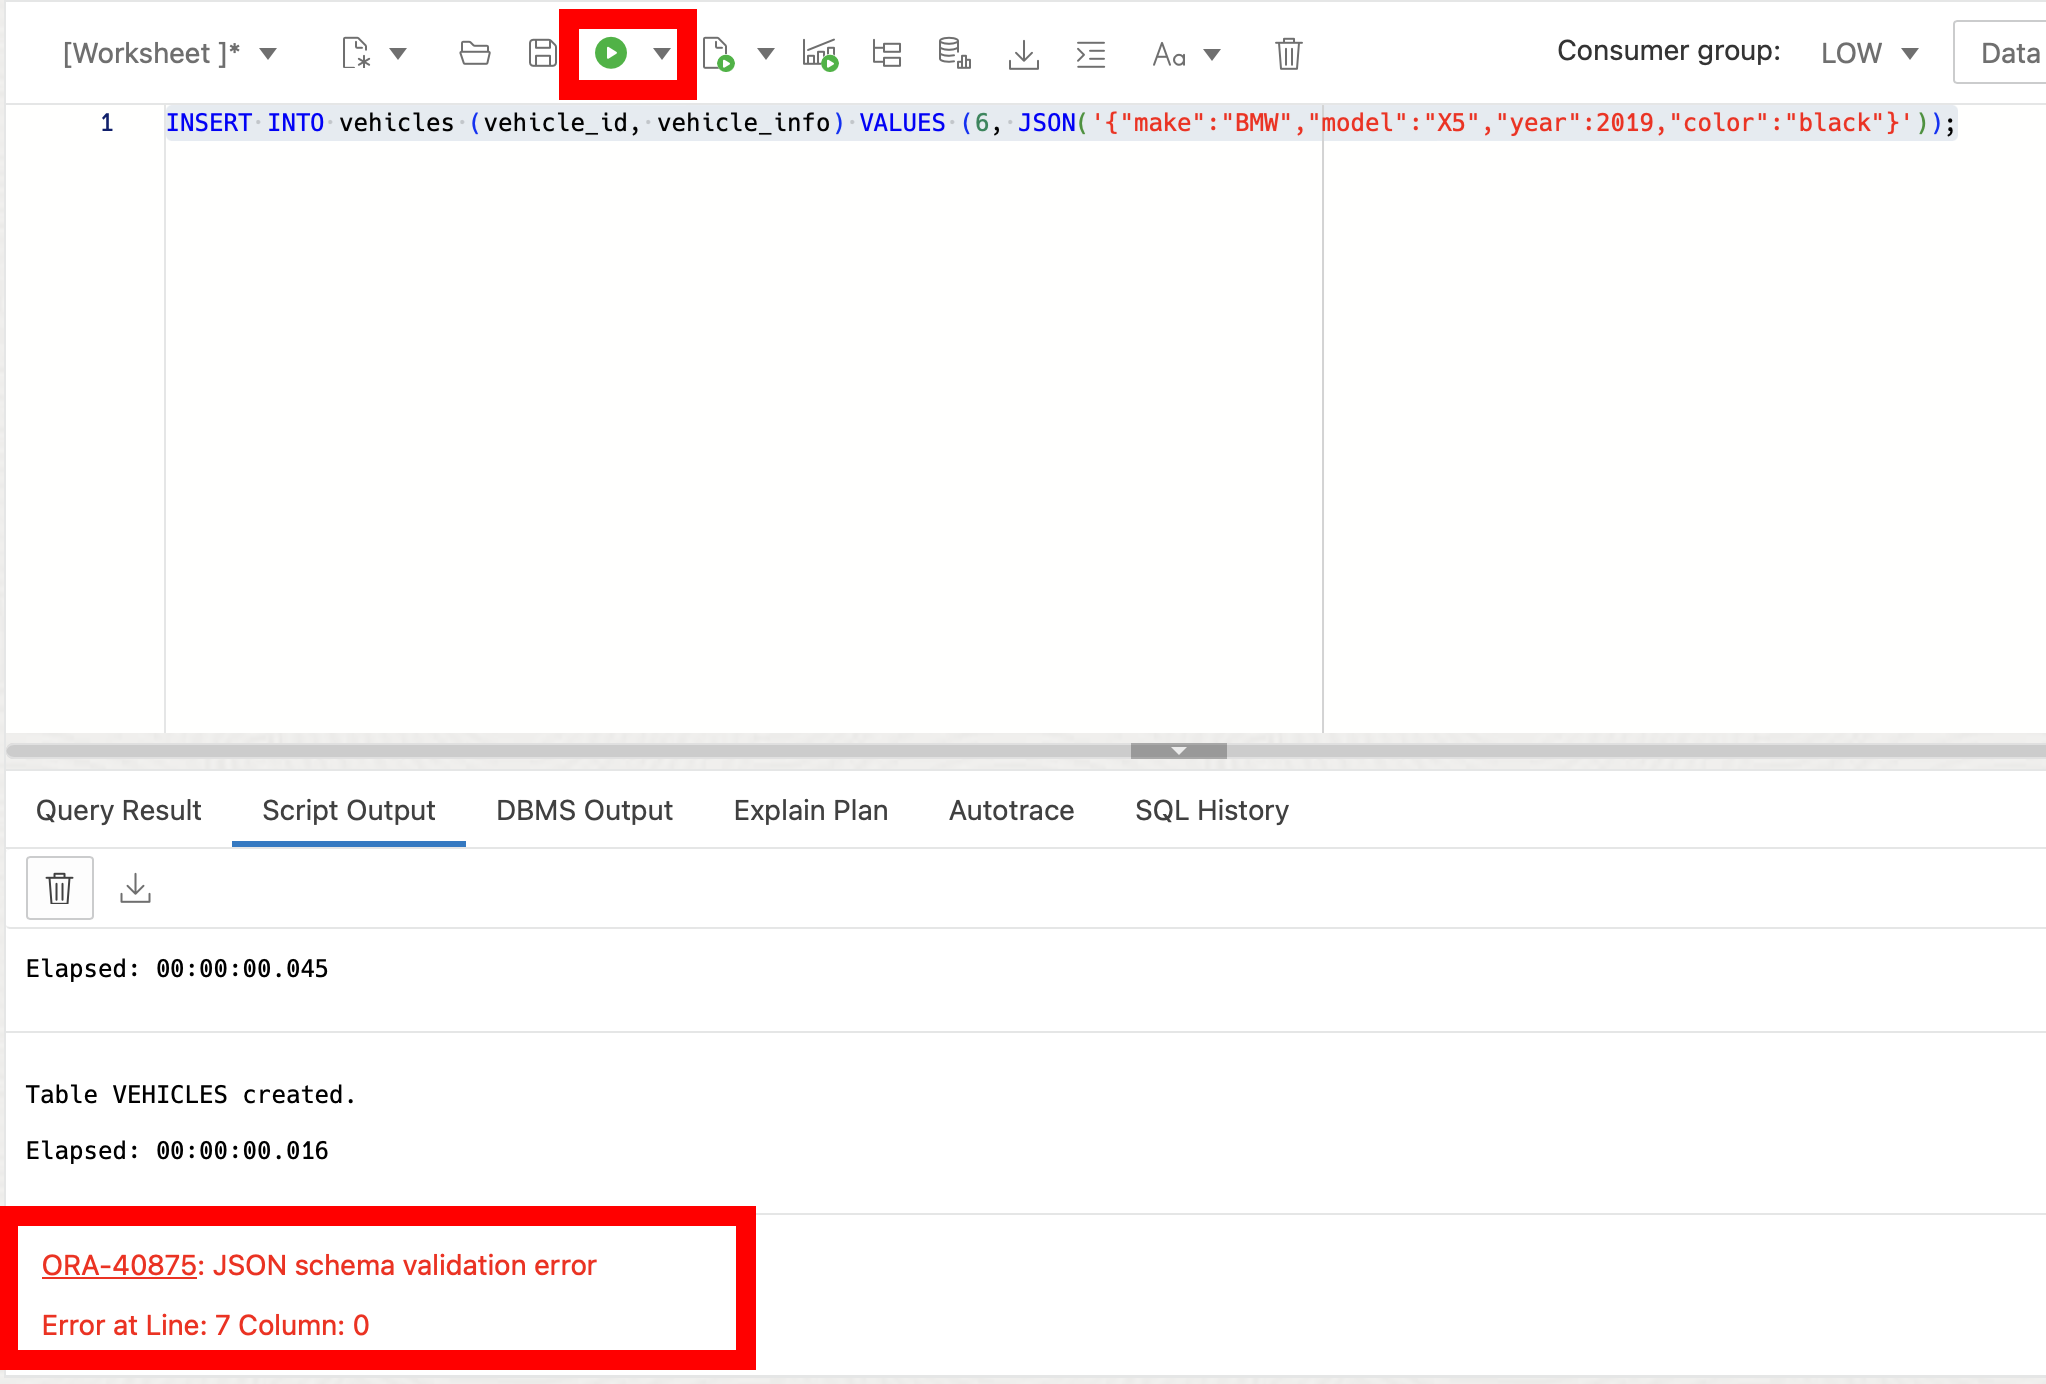 [Worksheet ]* Aa Consumer group: LOW Data
1 INSERT INTO vehicles (vehicle_id, vehicle_info) VALUES (6, JSON('{"make":"BMW","model":"X5","year":2019,"color":"black"}'));
Query Result Script Output DBMS Output Explain Plan Autotrace SQL History
Elapsed: 00:00:00.045
Table VEHICLES created.
Elapsed: 00:00:00.016
ORA-40875: JSON schema validation error
Error at Line: 7 Column: 0